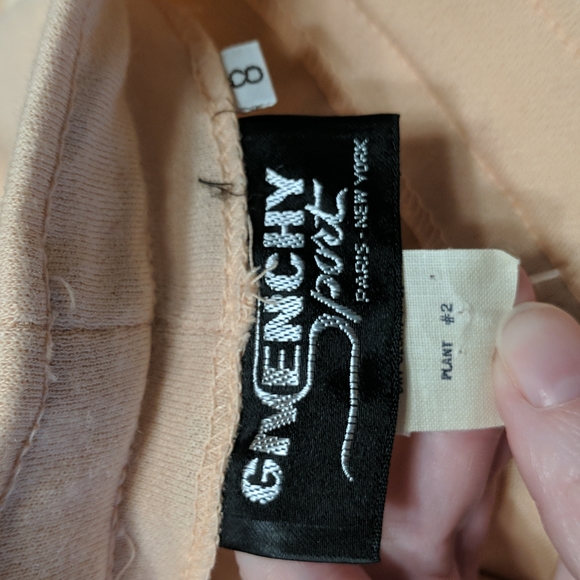 8
GIVENCHY
Sport
PARIS - NEW YORK
PLANT #2